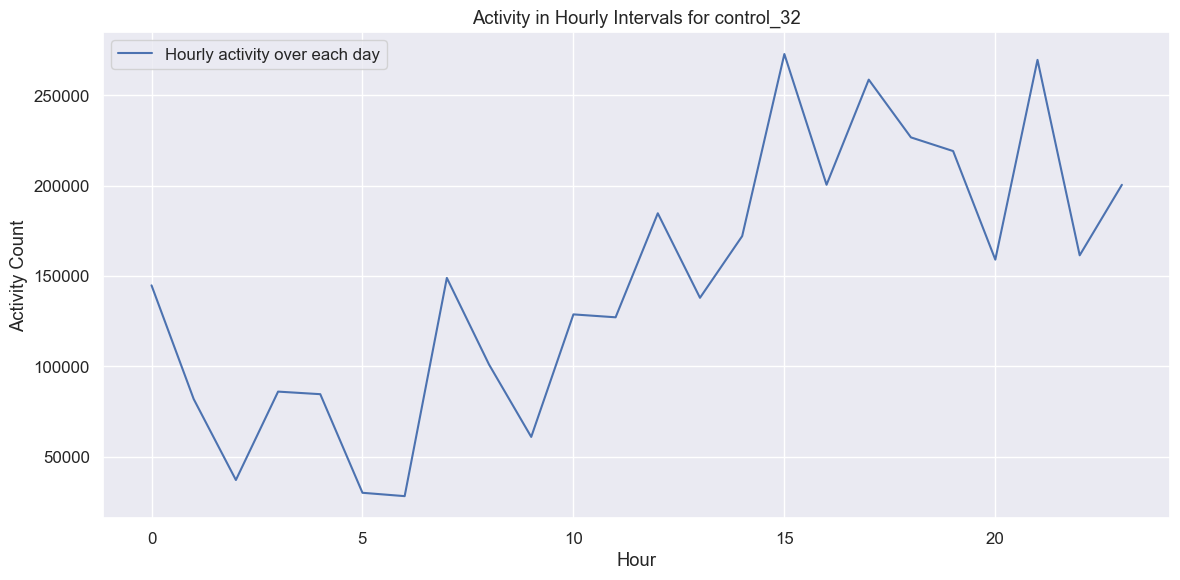 Activity in Hourly Intervals for control_32
Hourly activity over each day
250000
200000
150000
100000
50000
Activity Count
0 5 10 15 20
Hour